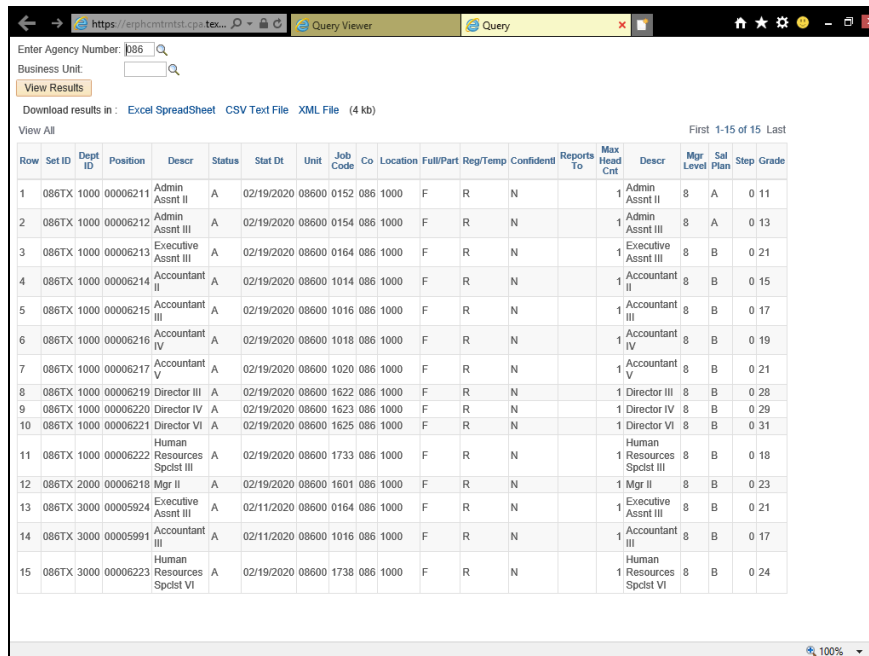 https://erphcmtrntst.cpa.tex... Query Viewer Query
Enter Agency Number: 086
Business Unit:
View Results
Download results in : Excel SpreadSheet CSV Text File XML File (4 kb)
View All First 1-15 of 15 Last
Row Set ID Dept ID Position Descr Status Stat Dt Unit Job Code Co Location Full/Part Reg/Temp Confidentl Reports To Max Head Cnt Descr Mgr Level Sal Plan Step Grade
1 086TX 1000 00006211 Admin Assnt II A 02/19/2020 08600 0152 086 1000 F R N 1 Admin Assnt II 8 A 0 11
2 086TX 1000 00006212 Admin Assnt III A 02/19/2020 08600 0154 086 1000 F R N 1 Admin Assnt III 8 A 0 13
3 086TX 1000 00006213 Executive Assnt III A 02/19/2020 08600 0164 086 1000 F R N 1 Executive Assnt III 8 B 0 21
4 086TX 1000 00006214 Accountant II A 02/19/2020 08600 1014 086 1000 F R N 1 Accountant II 8 B 0 15
5 086TX 1000 00006215 Accountant III A 02/19/2020 08600 1016 086 1000 F R N 1 Accountant III 8 B 0 17
6 086TX 1000 00006216 Accountant IV A 02/19/2020 08600 1018 086 1000 F R N 1 Accountant IV 8 B 0 19
7 086TX 1000 00006217 Accountant V A 02/19/2020 08600 1020 086 1000 F R N 1 Accountant V 8 B 0 21
8 086TX 1000 00006219 Director III A 02/19/2020 08600 1622 086 1000 F R N 1 Director III 8 B 0 28
9 086TX 1000 00006220 Director IV A 02/19/2020 08600 1623 086 1000 F R N 1 Director IV 8 B 0 29
10 086TX 1000 00006221 Director VI A 02/19/2020 08600 1625 086 1000 F R N 1 Director VI 8 B 0 31
11 086TX 1000 00006222 Human Resources Spclst III A 02/19/2020 08600 1733 086 1000 F R N 1 Human Resources Spclst III 8 B 0 18
12 086TX 2000 00006218 Mgr II A 02/19/2020 08600 1601 086 1000 F R N 1 Mgr II 8 B 0 23
13 086TX 3000 00005924 Executive Assnt III A 02/11/2020 08600 0164 086 1000 F R N 1 Executive Assnt III 8 B 0 21
14 086TX 3000 00005991 Accountant III A 02/11/2020 08600 1016 086 1000 F R N 1 Accountant III 8 B 0 17
15 086TX 3000 00006223 Human Resources Spclst VI A 02/19/2020 08600 1738 086 1000 F R N 1 Human Resources Spclst VI 8 B 0 24
100%